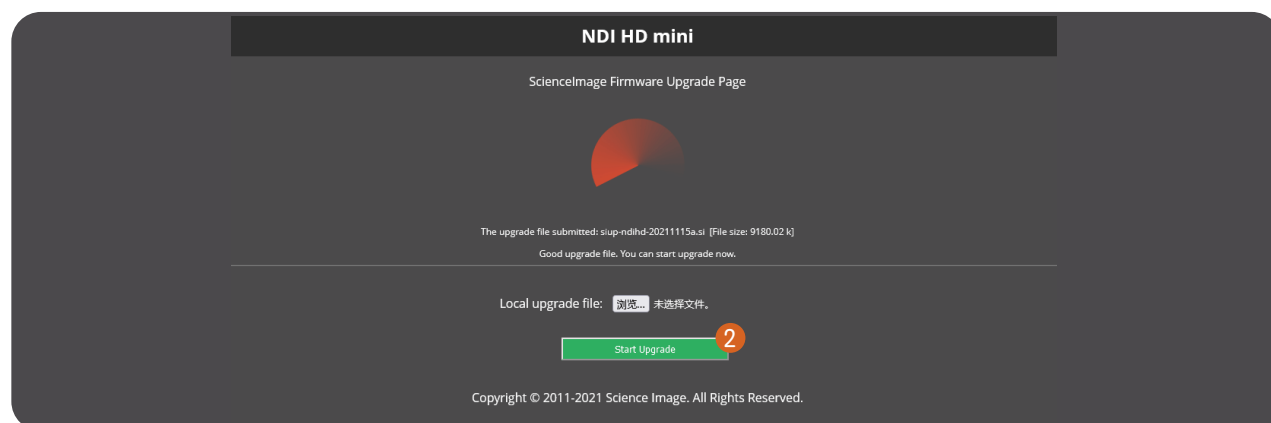 NDI HD mini
ScienceImage Firmware Upgrade Page
The upgrade file submitted: siup-ndihd-20211115a.si [File size: 9180.02 k]
Good upgrade file. You can start upgrade now.
Local upgrade file: 浏览... 未选择文件。
Start Upgrade 2
Copyright © 2011-2021 Science Image. All Rights Reserved.